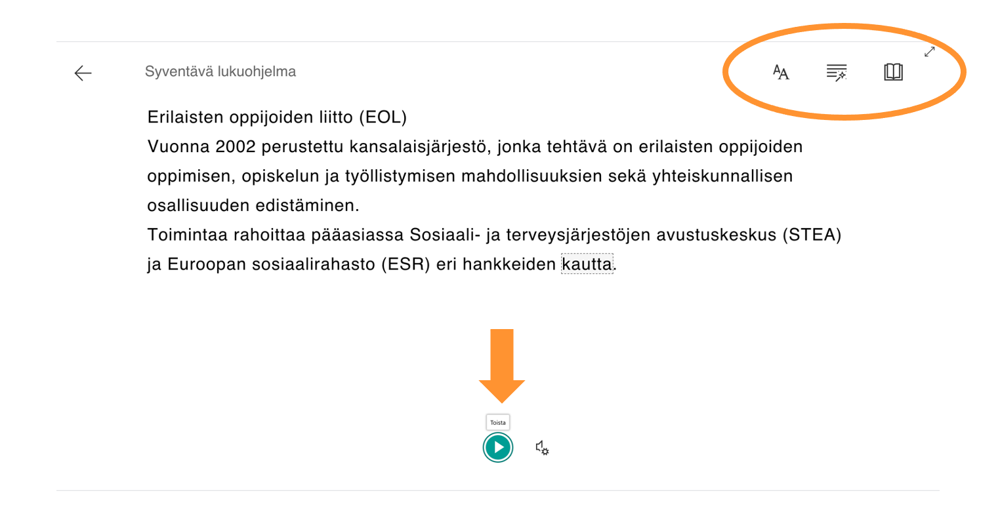 Syventävä lukuohjelma
Erilaisten oppijoiden liitto (EOL)
Vuonna 2002 perustettu kansalaisjärjestö, jonka tehtävä on erilaisten oppijoiden
oppimisen, opiskelun ja työllistymisen mahdollisuuksien sekä yhteiskunnallisen
osallisuuden edistäminen.
Toimintaa rahoittaa pääasiassa Sosiaali- ja terveysjärjestöjen avustuskeskus (STEA)
ja Euroopan sosiaalirahasto (ESR) eri hankkeiden kautta.
Toista